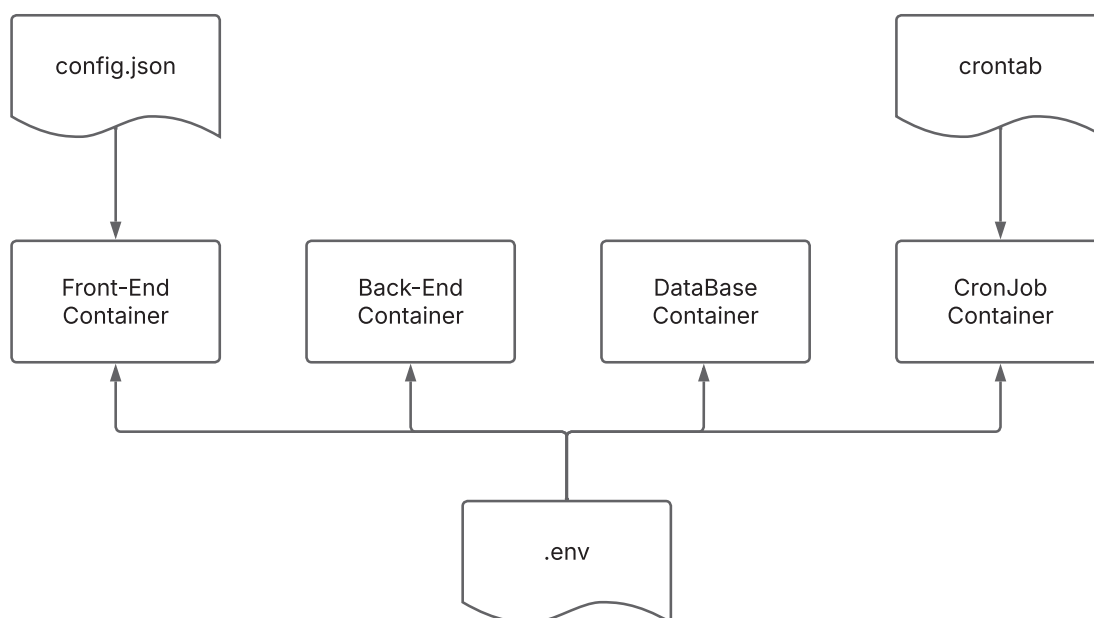 config.json
crontab
Front-End
Container
Back-End
Container
DataBase
Container
CronJob
Container
.env